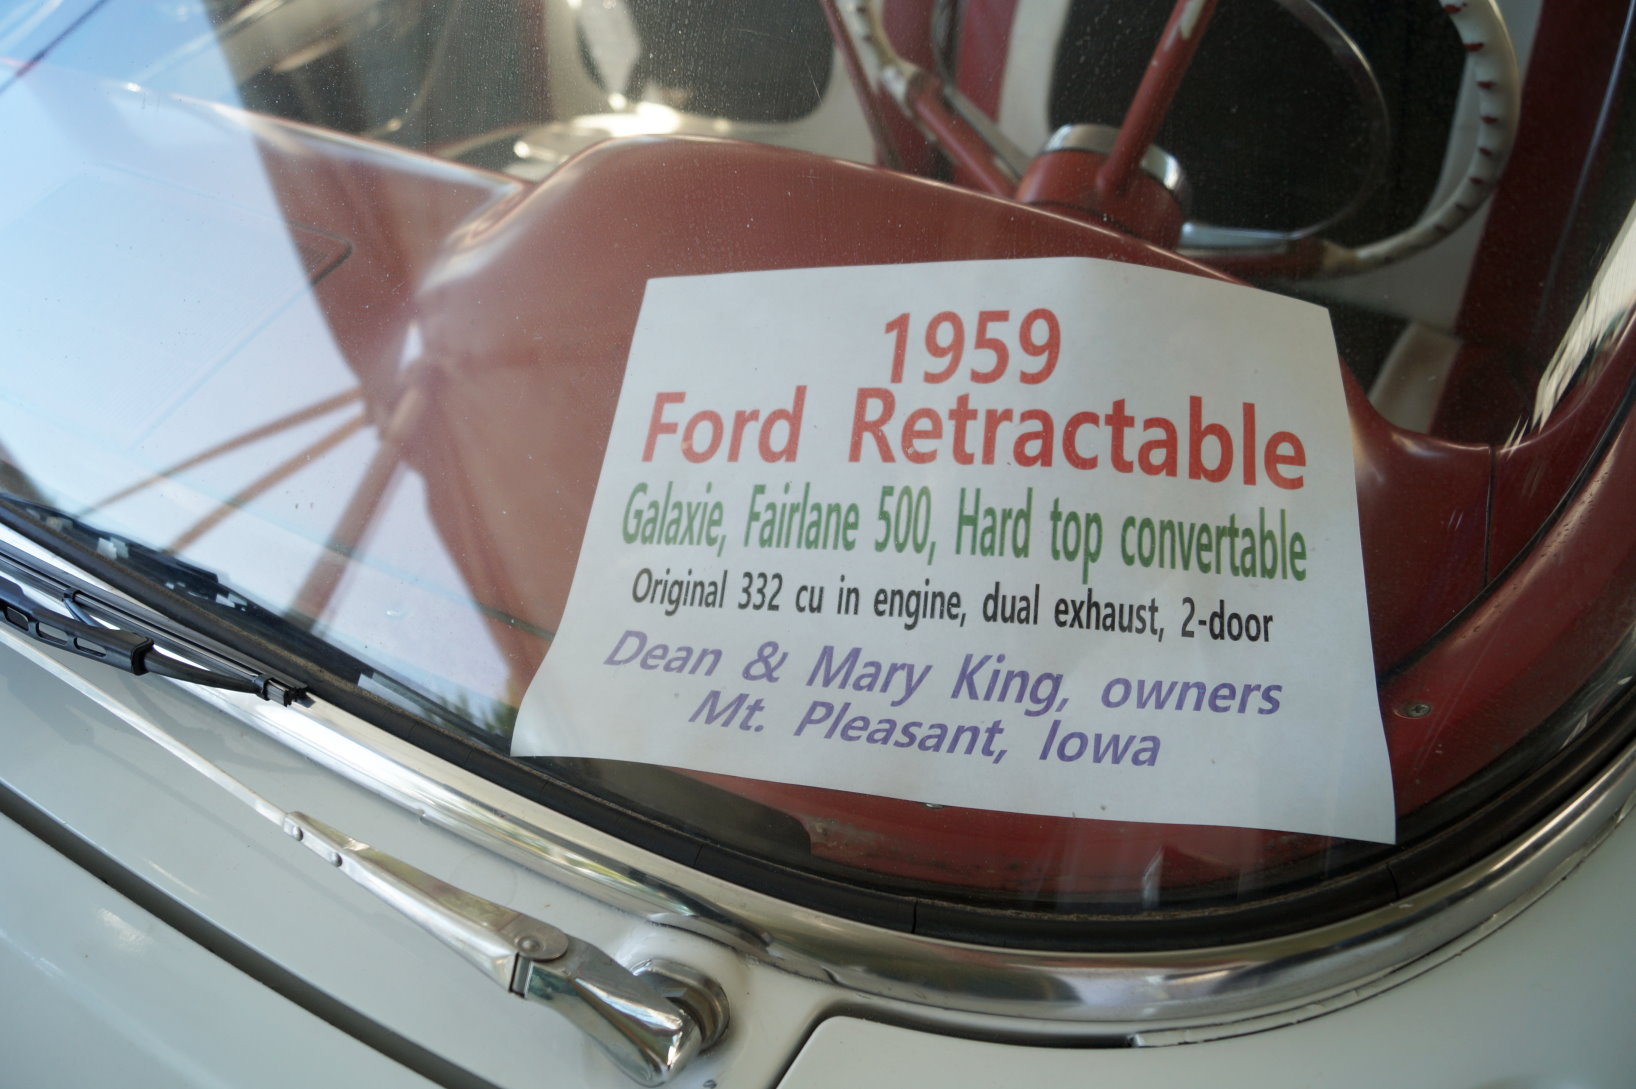 1959
Ford Retractable
Galaxie, Fairlane 500, Hard top convertable
Original 332 cu in engine, dual exhaust, 2-door
Dean & Mary King, owners
Mt. Pleasant, Iowa